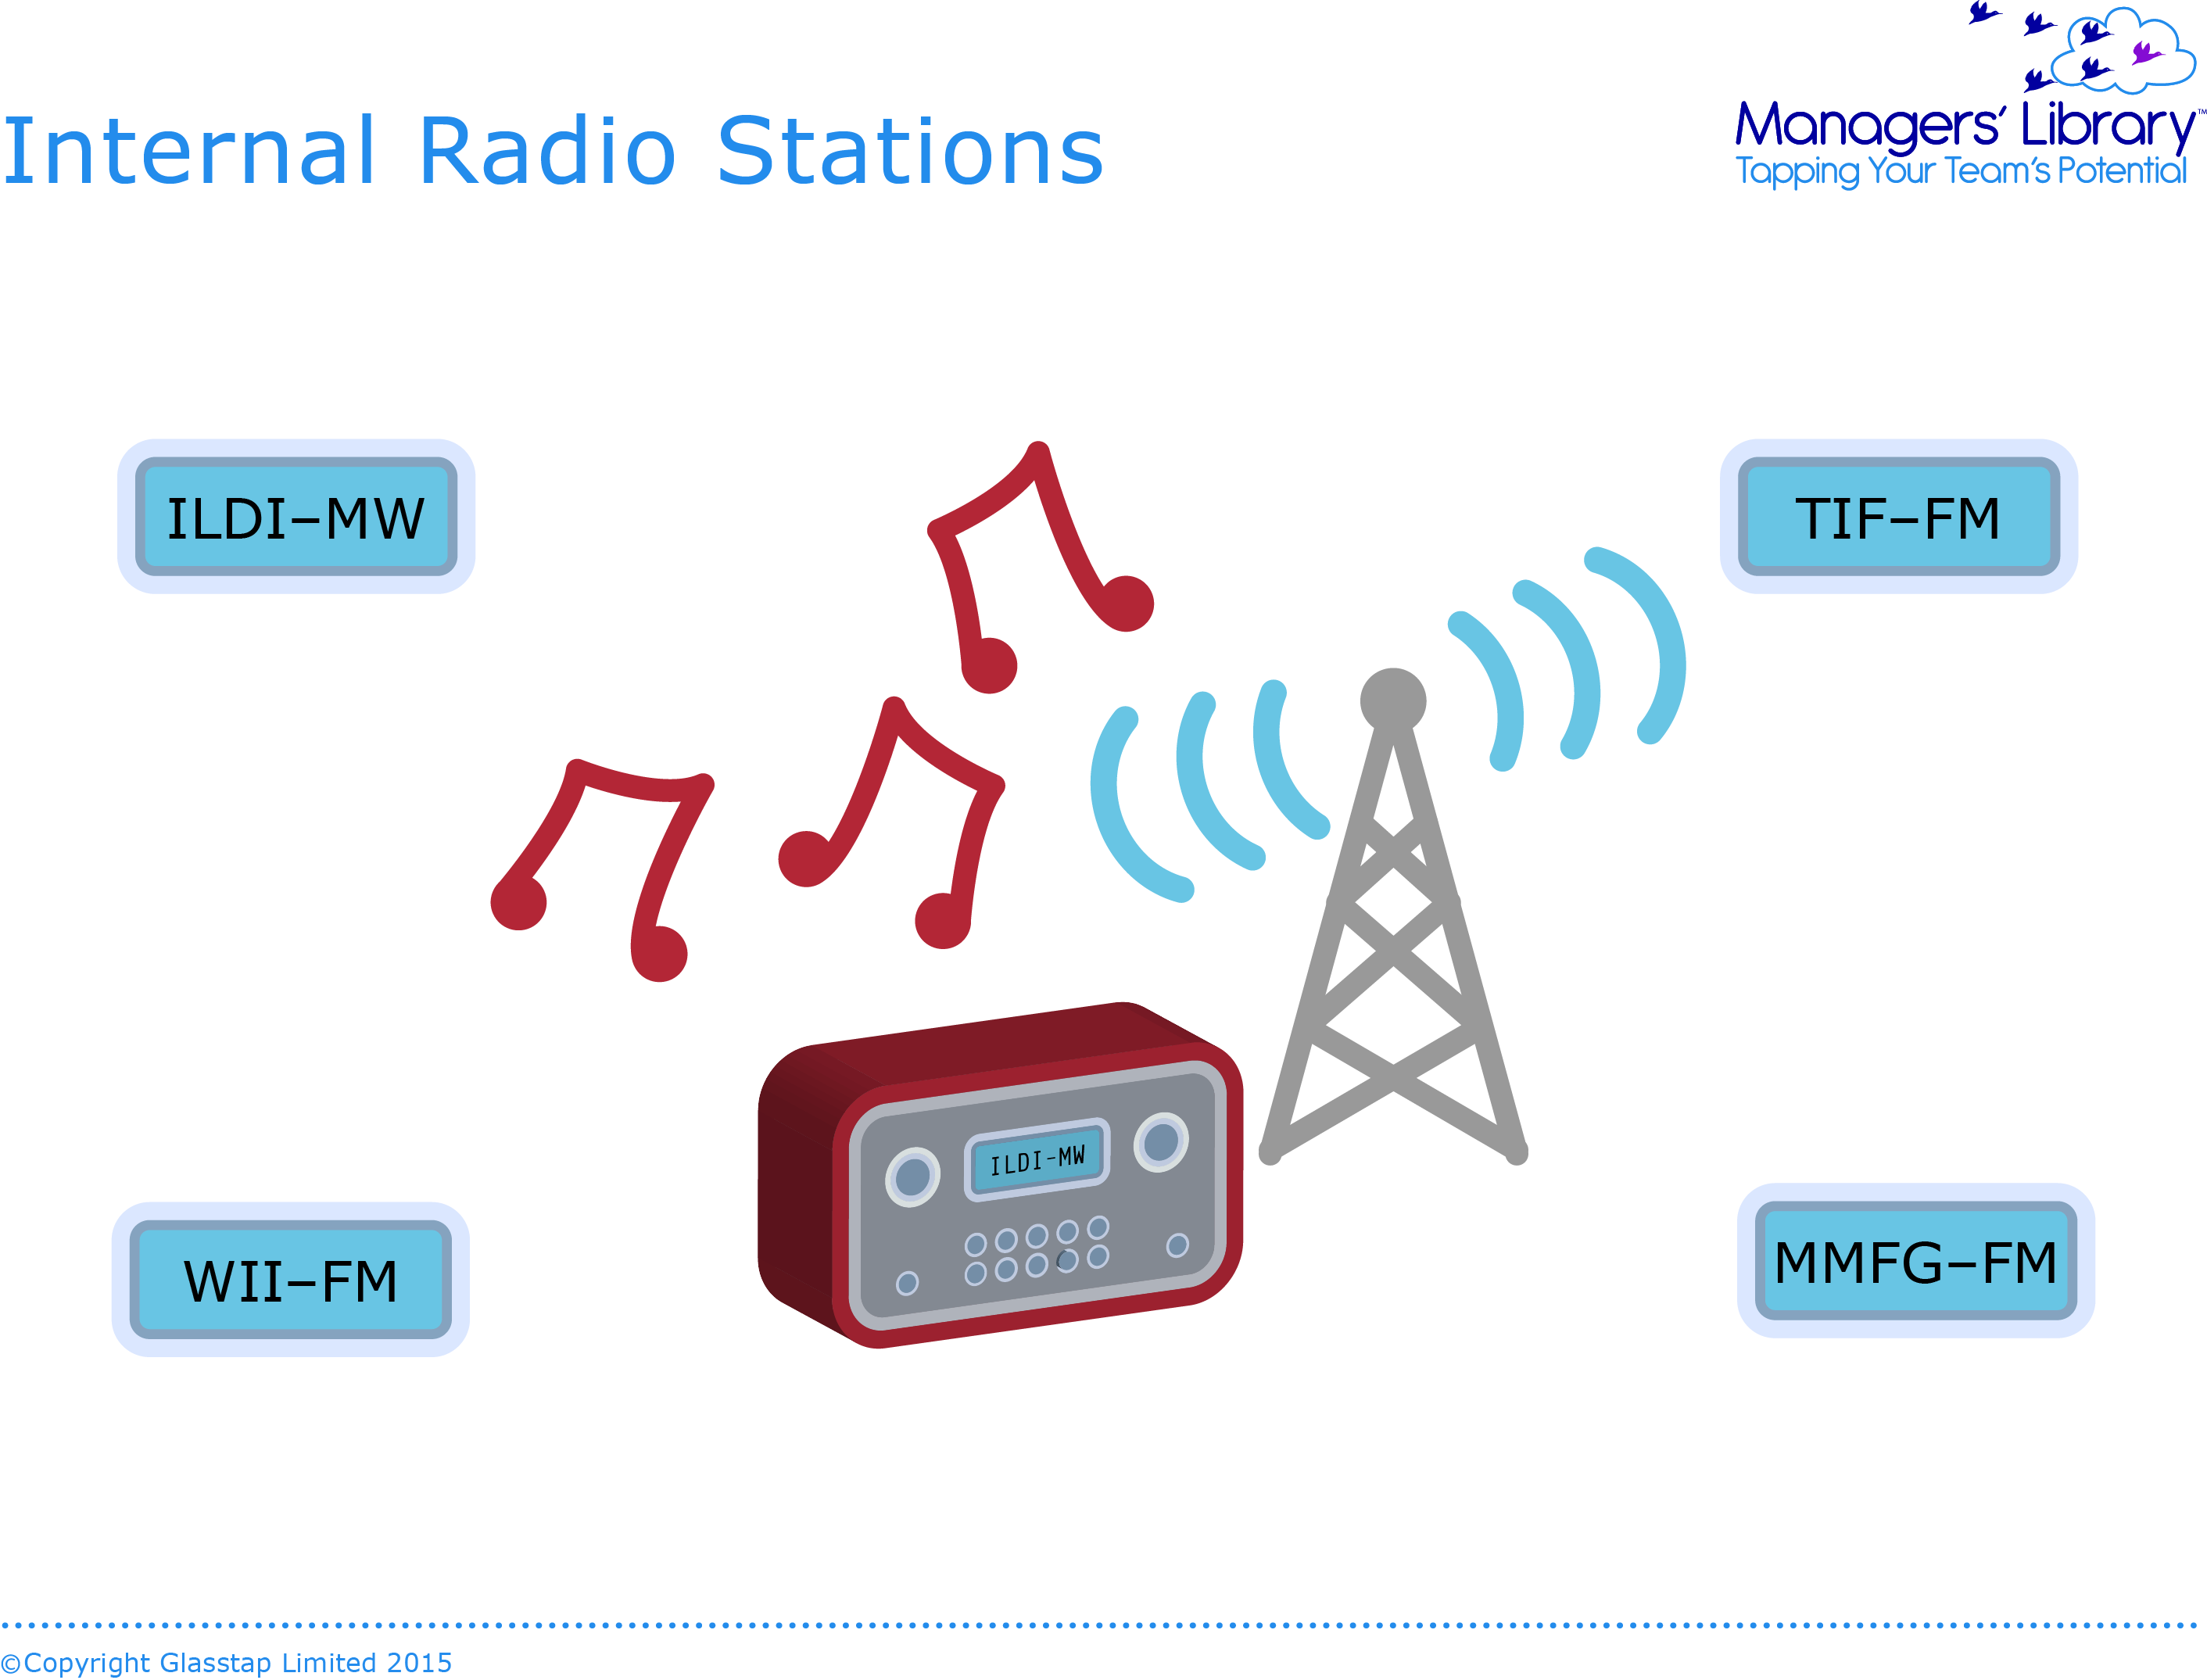 Managers' Library™
Tapping Your Team's Potential
Internal Radio Stations
ILDI–MW
TIF–FM
ILDI-MW
WII–FM
MMFG–FM
©Copyright Glasstap Limited 2015